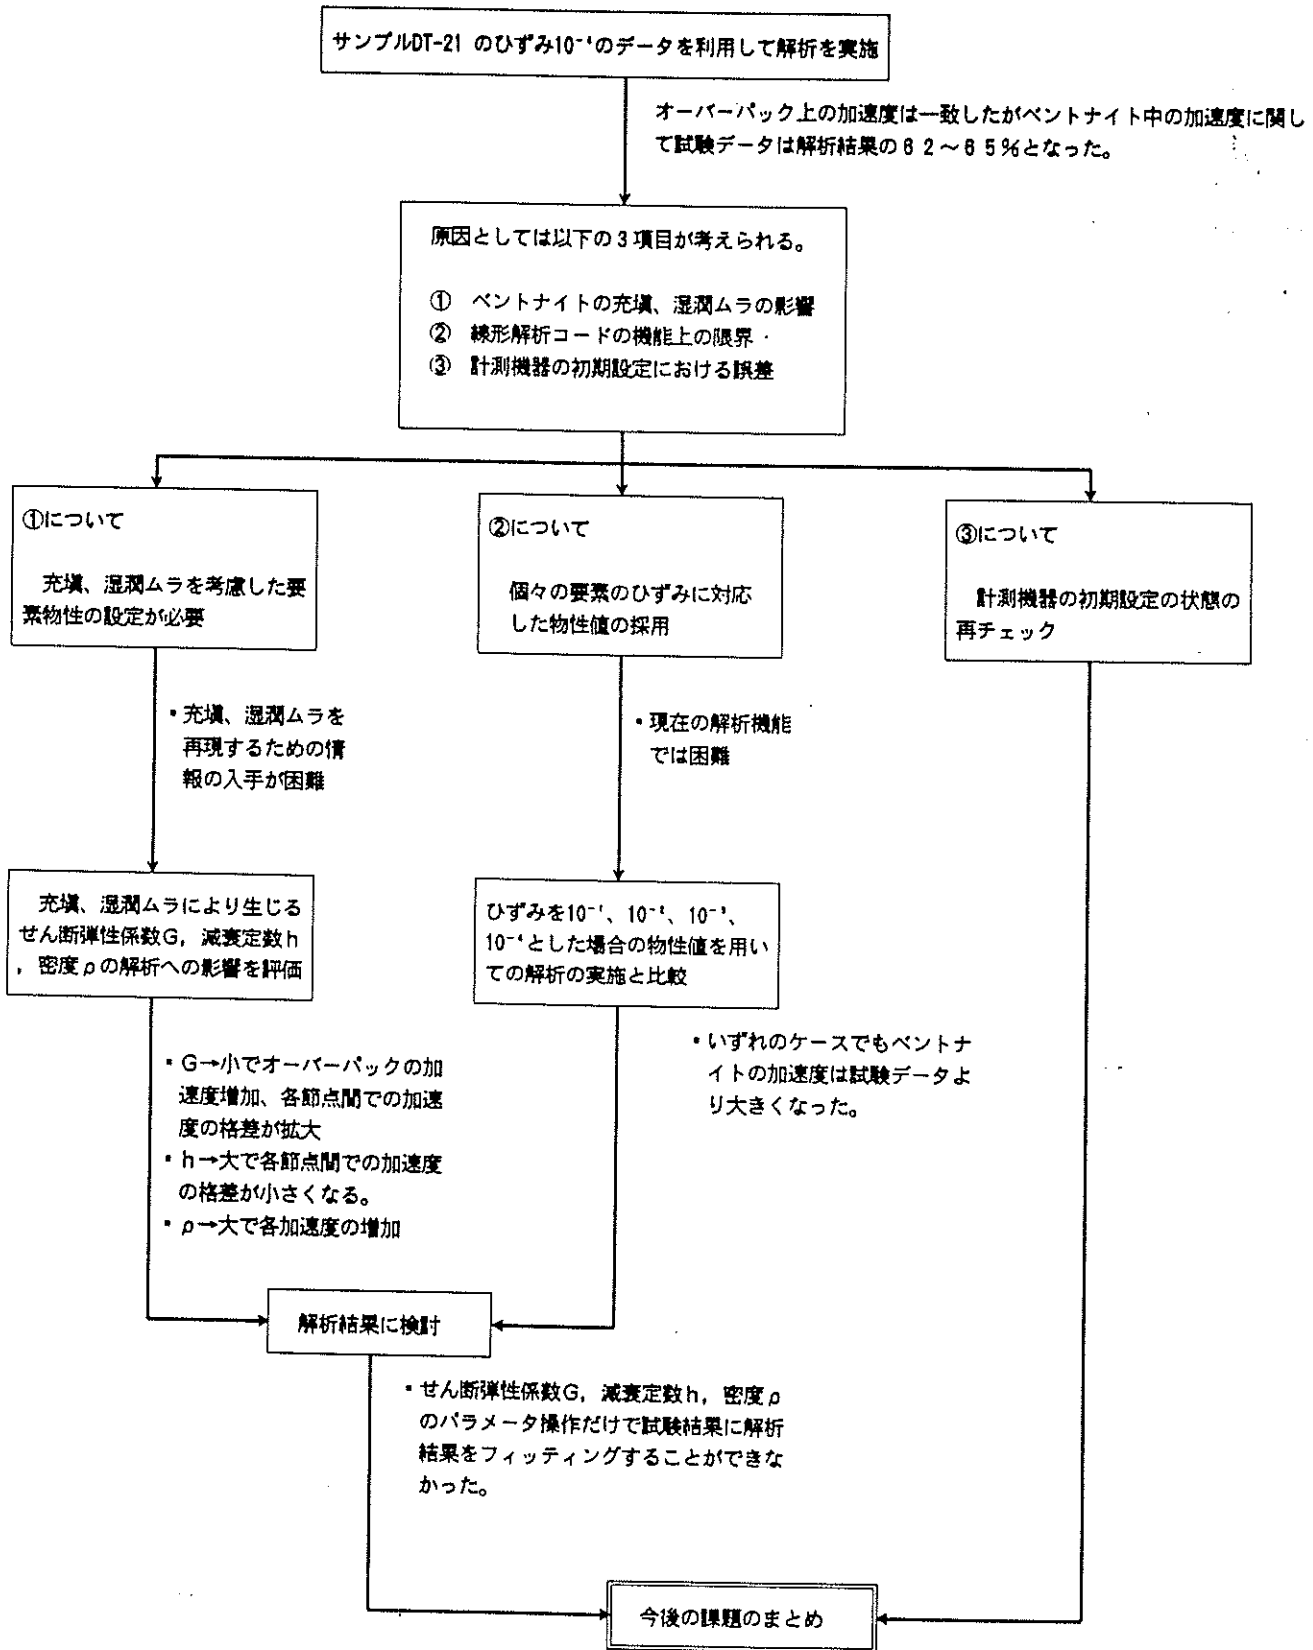 サンプルDT-21 のひずみ10⁻⁴のデータを利用して解析を実施
オーバーパック上の加速度は一致したがベントナイト中の加速度に関し
て試験データは解析結果の62～65%となった。
原因としては以下の3項目が考えられる。
① ベントナイトの充塡、湿潤ムラの影響
② 線形解析コードの機能上の限界
③ 計測機器の初期設定における誤差
①について
充塡、湿潤ムラを考慮した要
素物性の設定が必要
②について
個々の要素のひずみに対応
した物性値の採用
③について
計測機器の初期設定の状態の
再チェック
・充塡、湿潤ムラを
再現するための情
報の入手が困難
・現在の解析機能
では困難
充塡、湿潤ムラにより生じる
せん断弾性係数G，減衰定数h
，密度ρの解析への影響を評価
ひずみを10⁻¹、10⁻²、10⁻³、
10⁻⁴とした場合の物性値を用い
ての解析の実施と比較
・G→小でオーバーパックの加
速度増加、各節点間での加速
度の格差が拡大
・h→大で各節点間での加速度
の格差が小さくなる。
・ρ→大で各加速度の増加
・いずれのケースでもベントナ
イトの加速度は試験データよ
り大きくなった。
解析結果に検討
・せん断弾性係数G，減衰定数h，密度ρ
のパラメータ操作だけで試験結果に解析
結果をフィッティングすることができな
かった。
今後の課題のまとめ